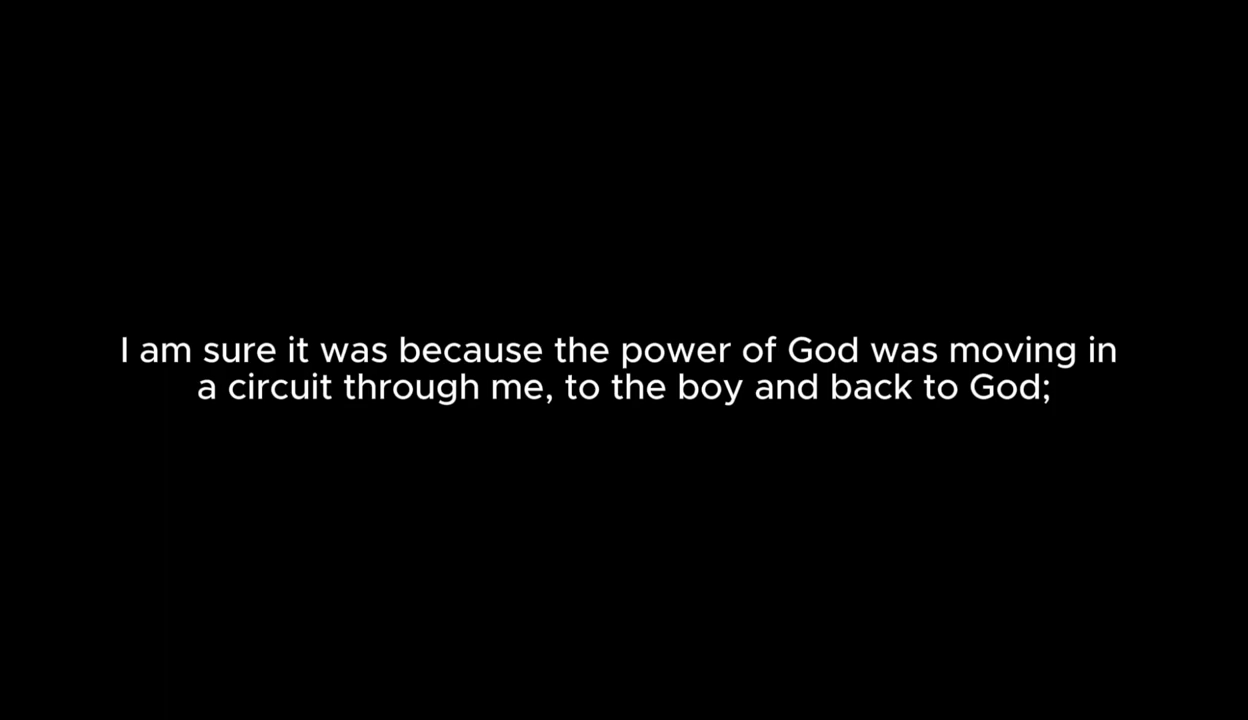 I am sure it was because the power of God was moving in
a circuit through me, to the boy and back to God;